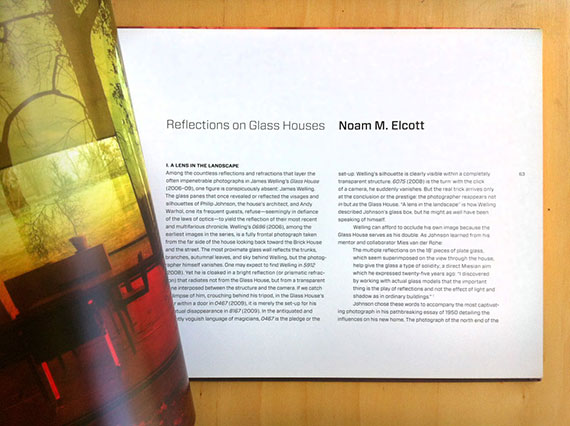 Reflections on Glass Houses Noam M. Elcott
I. A LENS IN THE LANDSCAPE
Among the countless reflections and refractions that layer the
often impenetrable photographs in James Welling's Glass House
(2006–09), one figure is conspicuously absent: James Welling.
The glass panes that once revealed or reflected the visages and
silhouettes of Philip Johnson, the house's architect, and Andy
Warhol, one its frequent guests, refuse—seemingly in defiance
of the laws of optics—to yield the reflection of their most recent
and multifarious chronicle. Welling's 0696 (2006), among the
earliest images in the series, is a fully frontal photograph taken
from the far side of the house looking back toward the Brick House
and the street. The most proximate glass wall reflects the trunks,
branches, autumnal leaves, and sky behind Welling, but the photog-
rapher himself vanishes. One may expect to find Welling in 5912
(2008). Yet he is cloaked in a bright reflection (or prismatic refrac-
tion) that radiates not from the Glass House, but from a transparent
interposed between the structure and the camera. If we catch
glimpse of him, crouching behind his tripod, in the Glass House's
within a door in 0467 (2009), it is merely the set-up for his
disappearance in 8167 (2009). In the antiquated and
voguish language of magicians, 0467 is the pledge or the
set-up: Welling's silhouette is clearly visible within a completely
transparent structure. 6075 (2008) is the turn: with the click
of a camera, he suddenly vanishes. But the real trick arrives only
at the conclusion or the prestige: the photographer reappears not
in but as the Glass House. "A lens in the landscape" is how Welling
described Johnson's glass box, but he might as well have been
speaking of himself.
Welling can afford to occlude his own image because the
Glass House serves as his double. As Johnson learned from his
mentor and collaborator Mies van der Rohe:
The multiple reflections on the 18' pieces of plate glass,
which seem superimposed on the view through the house,
help give the glass a type of solidity; a direct Miesian aim
which he expressed twenty-five years ago: "I discovered
by working with actual glass models that the important
thing is the play of reflections and not the effect of light and
shadow as in ordinary buildings."
Johnson chose these words to accompany the most captivat-
ing photograph in his pathbreaking essay of 1950 detailing the
influences on his new home. The photograph of the north end of the
63